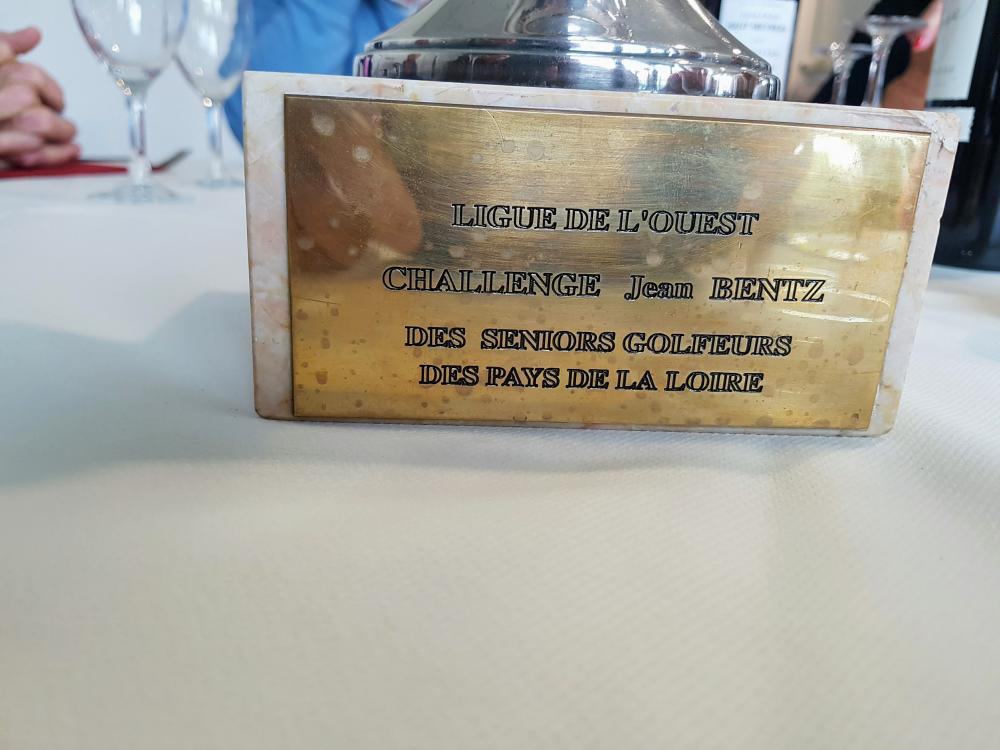 LIGUE DE L'OUEST
CHALLENGE Jean BENTZ
DES SENIORS GOLFEURS
DES PAYS DE LA LOIRE